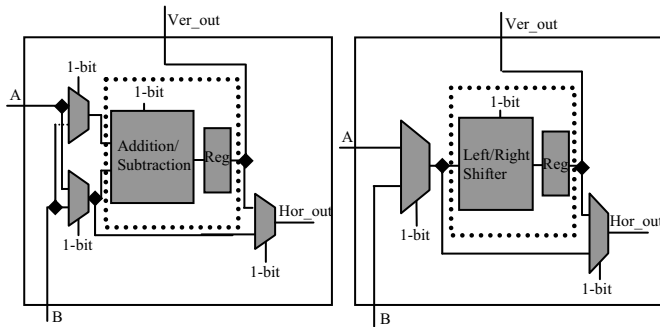 Ver_out
1-bit
A
1-bit
Addition/
Subtraction
Reg
1-bit
Hor_out
1-bit
B
Ver_out
1-bit
A
Left/Right
Shifter
Reg
1-bit
Hor_out
1-bit
B